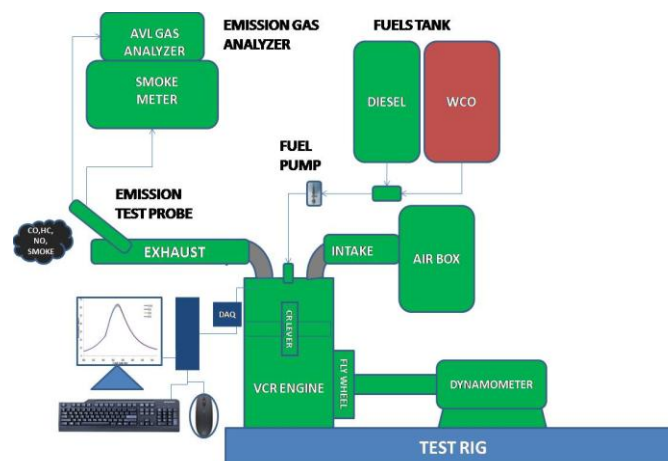 EMISSION GAS
ANALYZER
FUELS TANK
AVL GAS
ANALYZER
SMOKE
METER
DIESEL
WCO
FUEL
PUMP
EMISSION
TEST PROBE
CO,HC,
NO,
SMOKE
EXHAUST
INTAKE
AIR BOX
DAQ
CR LEVER
VCR ENGINE
FLY WHEEL
DYNAMOMETER
TEST RIG